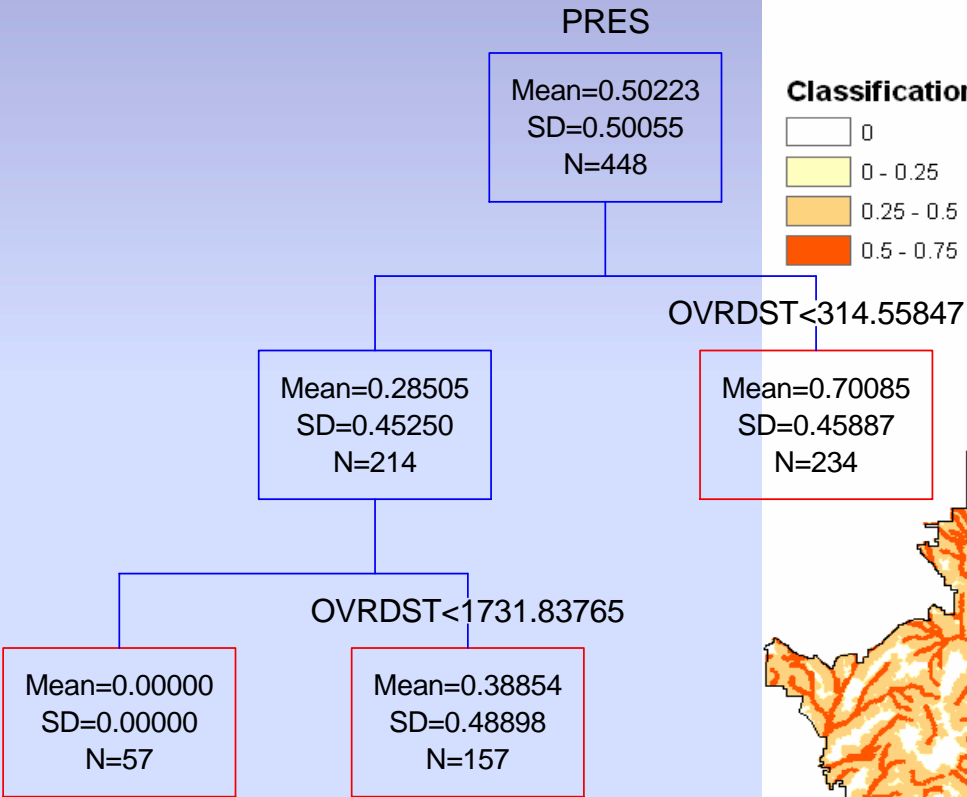 PRES
Mean=0.50223
SD=0.50055
N=448
Classification
0
0 - 0.25
0.25 - 0.5
0.5 - 0.75
OVRDST<314.55847
Mean=0.28505
SD=0.45250
N=214
Mean=0.70085
SD=0.45887
N=234
OVRDST<1731.83765
Mean=0.00000
SD=0.00000
N=57
Mean=0.38854
SD=0.48898
N=157